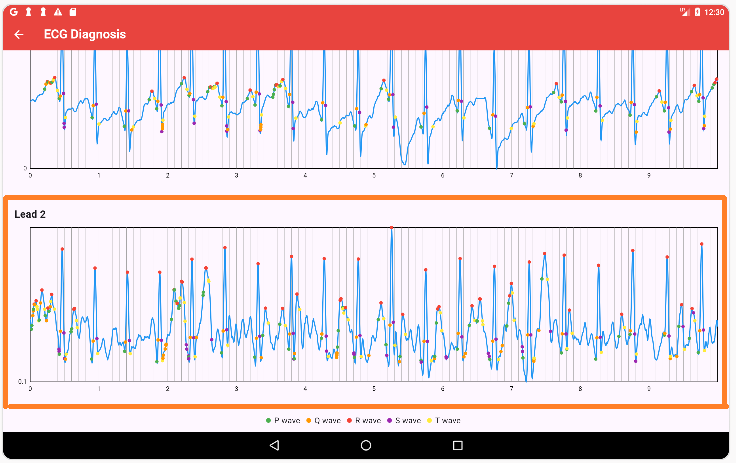 12:30
ECG Diagnosis
0
0 1 2 3 4 5 6 7 8 9
Lead 2
0.1
0 1 2 3 4 5 6 7 8 9
P wave Q wave R wave S wave T wave